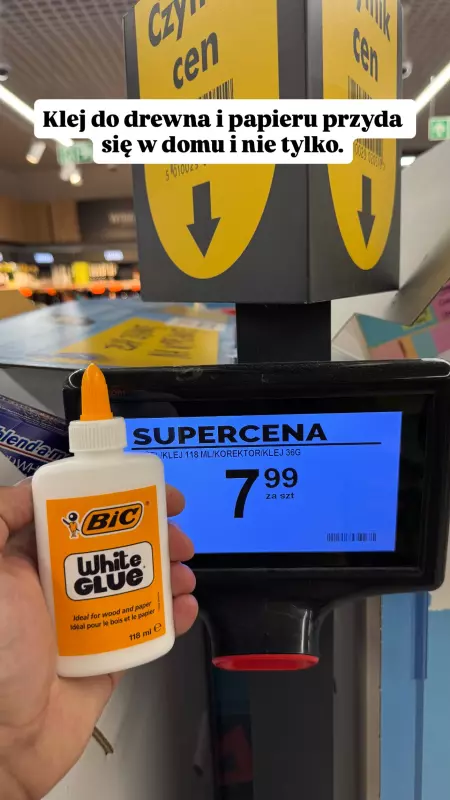 Czytnik
cen
Klej do drewna i papieru przyda
się w domu i nie tylko.
blend.a.m
SUPERCENA
/KLEJ 118 ML/KOREKTOR/KLEJ 36G
7 99
za szt
BiC
White
GLUE
Ideal for wood and paper
Idéal pour le bois et le papier
118 ml e